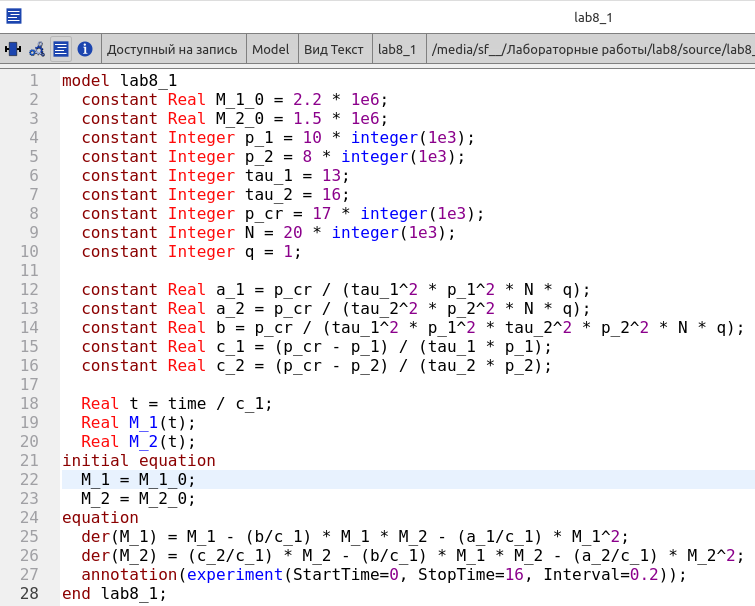 lab8_1
Доступный на запись Model Вид Текст lab8_1 /media/sf__/Лабораторные работы/lab8/source/lab8_
1 model lab8_1
2 constant Real M_1_0 = 2.2 * 1e6;
3 constant Real M_2_0 = 1.5 * 1e6;
4 constant Integer p_1 = 10 * integer(1e3);
5 constant Integer p_2 = 8 * integer(1e3);
6 constant Integer tau_1 = 13;
7 constant Integer tau_2 = 16;
8 constant Integer p_cr = 17 * integer(1e3);
9 constant Integer N = 20 * integer(1e3);
10 constant Integer q = 1;
11
12 constant Real a_1 = p_cr / (tau_1^2 * p_1^2 * N * q);
13 constant Real a_2 = p_cr / (tau_2^2 * p_2^2 * N * q);
14 constant Real b = p_cr / (tau_1^2 * p_1^2 * tau_2^2 * p_2^2 * N * q);
15 constant Real c_1 = (p_cr - p_1) / (tau_1 * p_1);
16 constant Real c_2 = (p_cr - p_2) / (tau_2 * p_2);
17
18 Real t = time / c_1;
19 Real M_1(t);
20 Real M_2(t);
21 initial equation
22 M_1 = M_1_0;
23 M_2 = M_2_0;
24 equation
25 der(M_1) = M_1 - (b/c_1) * M_1 * M_2 - (a_1/c_1) * M_1^2;
26 der(M_2) = (c_2/c_1) * M_2 - (b/c_1) * M_1 * M_2 - (a_2/c_1) * M_2^2;
27 annotation(experiment(StartTime=0, StopTime=16, Interval=0.2));
28 end lab8_1;